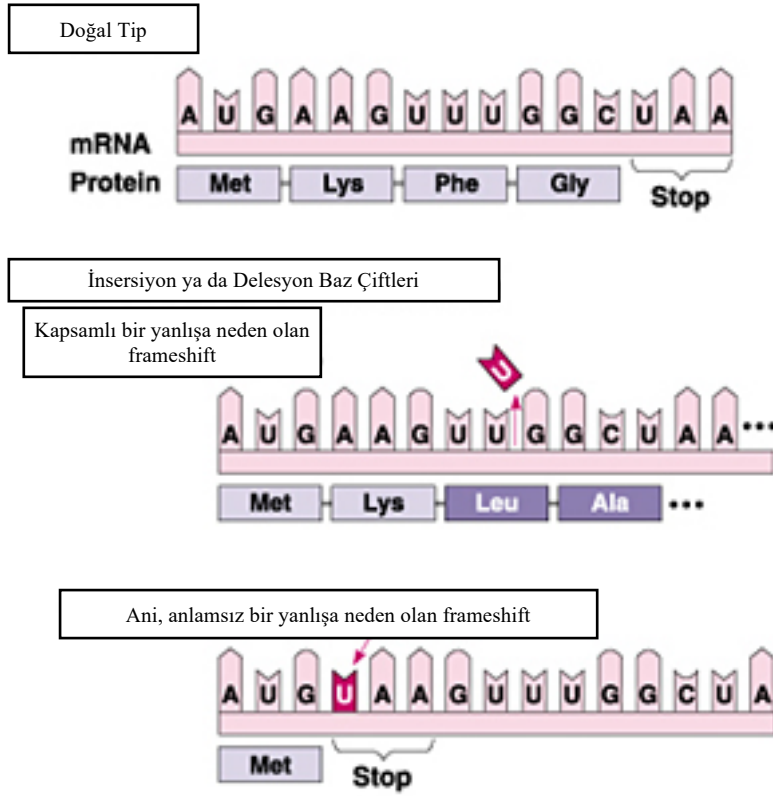 Doğal Tip
A U G A A G U U U G G C U A A
mRNA
Protein Met Lys Phe Gly Stop
İnsersiyon ya da Delesyon Baz Çiftleri
Kapsamlı bir yanlışa neden olan
frameshift
U
A U G A A G U U G G C U A A ...
Met Lys Leu Ala ...
Ani, anlamsız bir yanlışa neden olan frameshift
A U G U A A G U U U G G C U A
Met Stop